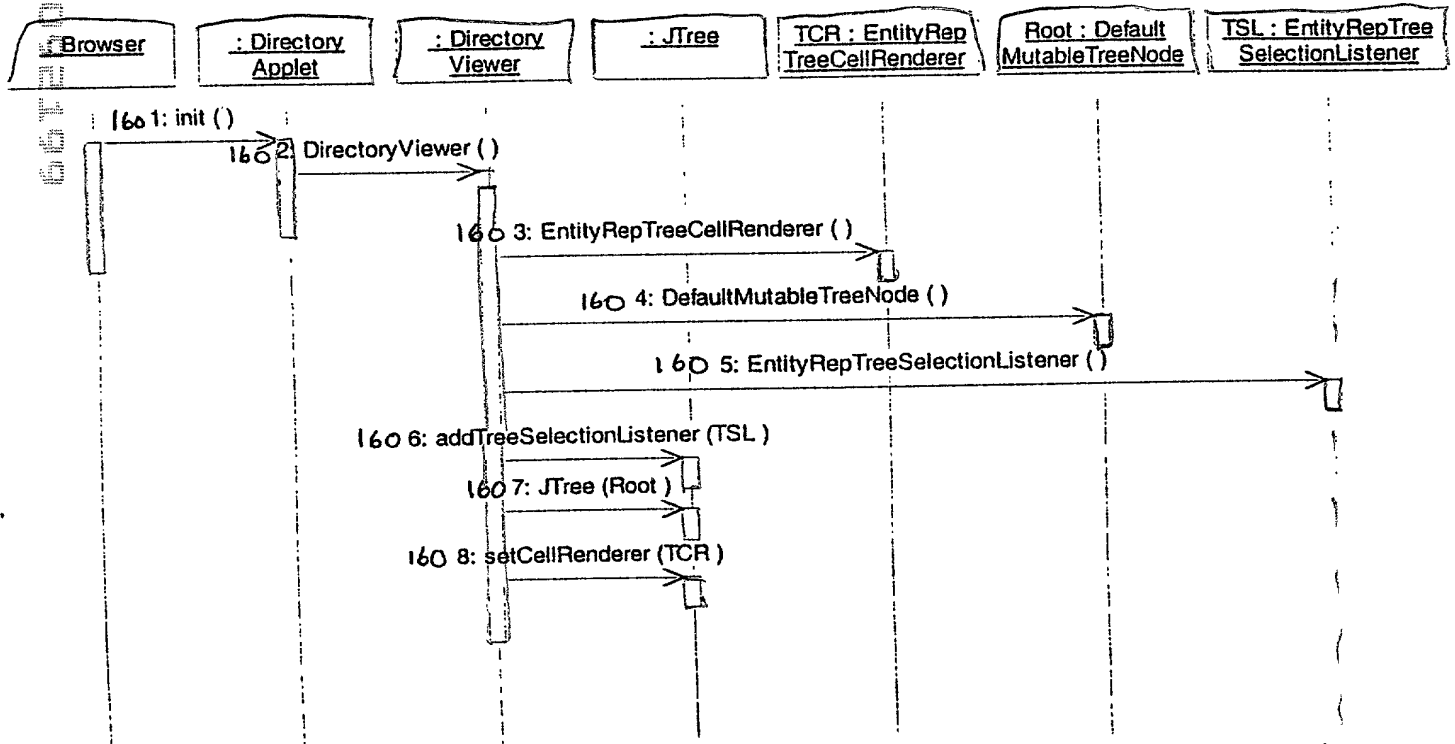 : Browser
: Directory
Applet
: Directory
Viewer
: JTree
TCR : EntityRep
TreeCellRenderer
Root : Default
MutableTreeNode
TSL : EntityRepTree
SelectionListener
160 1: init ( )
160 2: DirectoryViewer ( )
160 3: EntityRepTreeCellRenderer ( )
160 4: DefaultMutableTreeNode ( )
160 5: EntityRepTreeSelectionListener ( )
160 6: addTreeSelectionListener (TSL )
160 7: JTree (Root )
160 8: setCellRenderer (TCR )